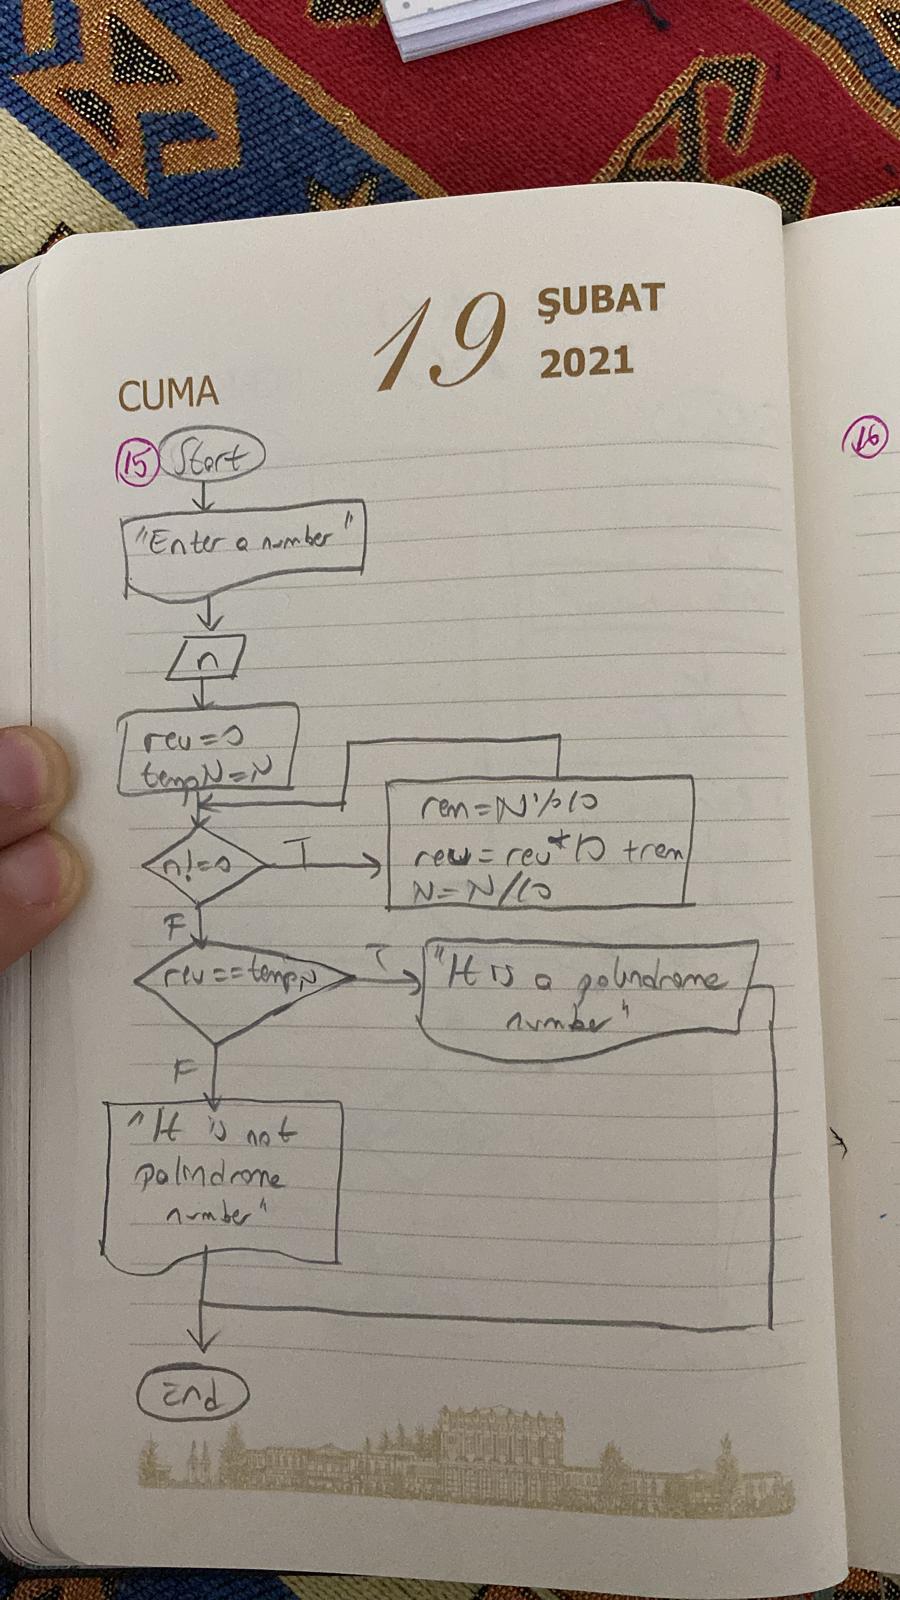 19
ŞUBAT
2021
CUMA
15 Start
16
"Enter a number"
n
rev=0
tempN=N
rem=N%10
rev=rev*10+rem
N=N/10
n!=0
T
F
rev==tempN
T
"It is a palindrome
number"
F
"It is not
palindrome
number"
End